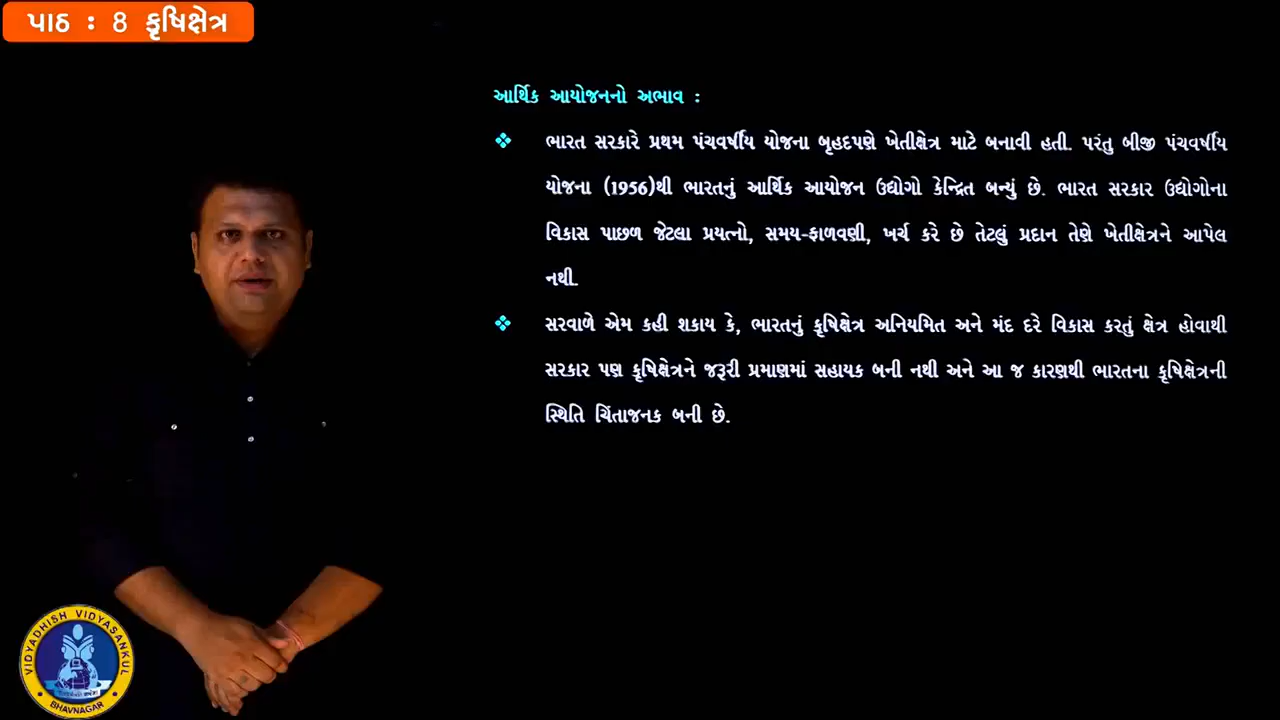 પાઠ : 8 કૃષિક્ષેત્ર
આર્થિક આયોજનનો અભાવ :
❖ ભારત સરકારે પ્રથમ પંચવર્ષીય યોજના બૃહદપણે ખેતીક્ષેત્ર માટે બનાવી હતી. પરંતુ બીજી પંચવર્ષીય
યોજના (1956)થી ભારતનું આર્થિક આયોજન ઉદ્યોગો કેન્દ્રિત બન્યું છે. ભારત સરકાર ઉદ્યોગોના
વિકાસ પાછળ જેટલા પ્રયત્નો, સમય-ફાળવણી, ખર્ચ કરે છે તેટલું પ્રદાન તેણે ખેતીક્ષેત્રને આપેલ
નથી.
❖ સરવાળે એમ કહી શકાય કે, ભારતનું કૃષિક્ષેત્ર અનિયમિત અને મંદ દરે વિકાસ કરતું ક્ષેત્ર હોવાથી
સરકાર પણ કૃષિક્ષેત્રને જરૂરી પ્રમાણમાં સહાયક બની નથી અને આ જ કારણથી ભારતના કૃષિક્ષેત્રની
સ્થિતિ ચિંતાજનક બની છે.
VIDYADHISH VIDYASANKUL
BHAVNAGAR